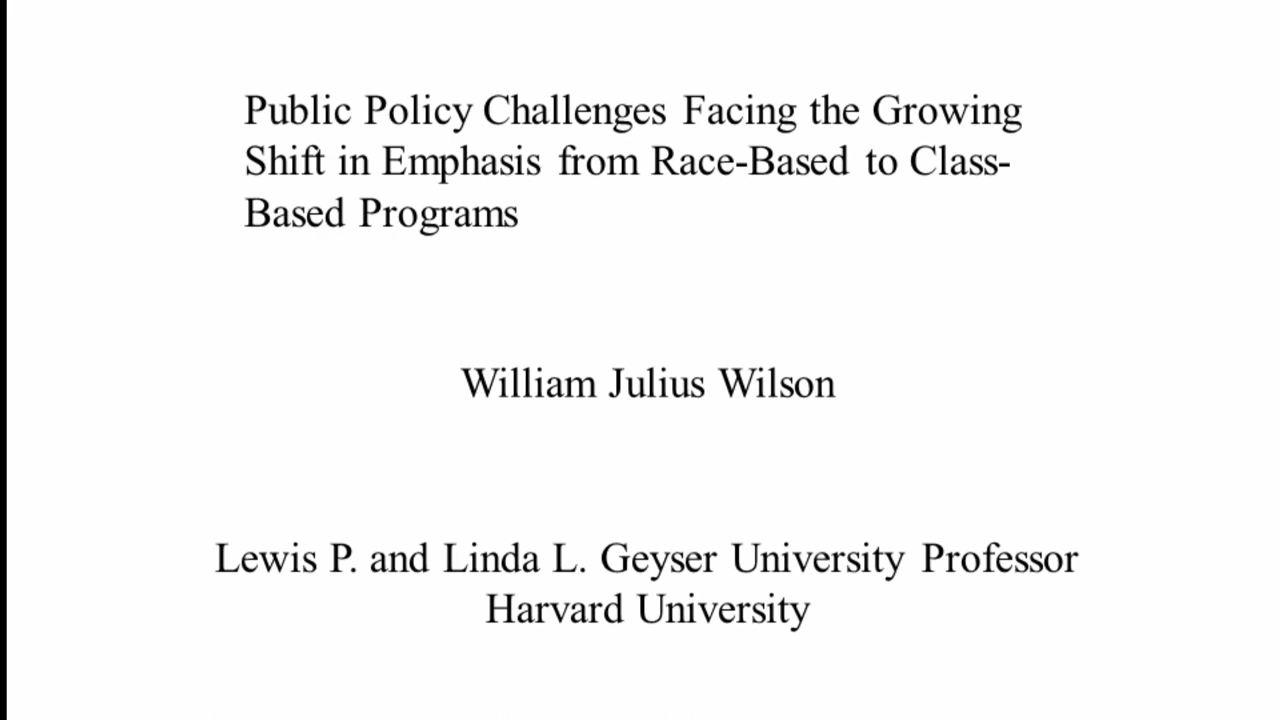 Public Policy Challenges Facing the Growing
Shift in Emphasis from Race-Based to Class-
Based Programs
William Julius Wilson
Lewis P. and Linda L. Geyser University Professor
Harvard University